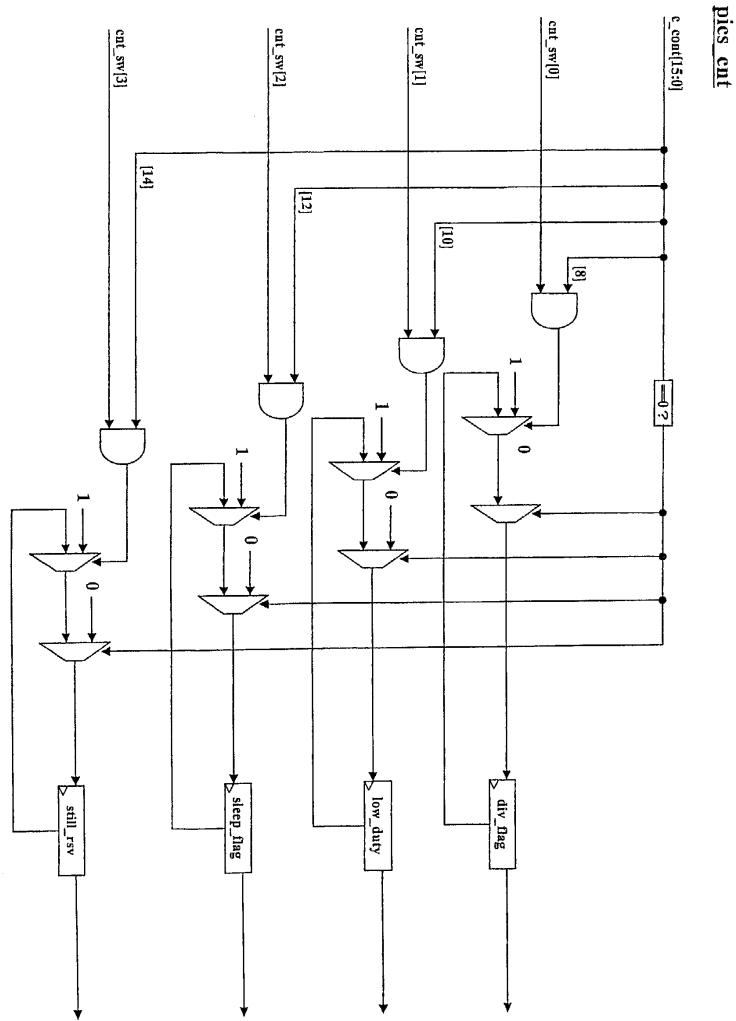 pics_cnt
c_cont[15:0]
==0 ?
cnt_sw[0]
[8]
1
0
div_flag
cnt_sw[1]
[10]
1
0
low_duty
cnt_sw[2]
[12]
1
0
sleep_flag
cnt_sw[3]
[14]
1
0
still_rsv